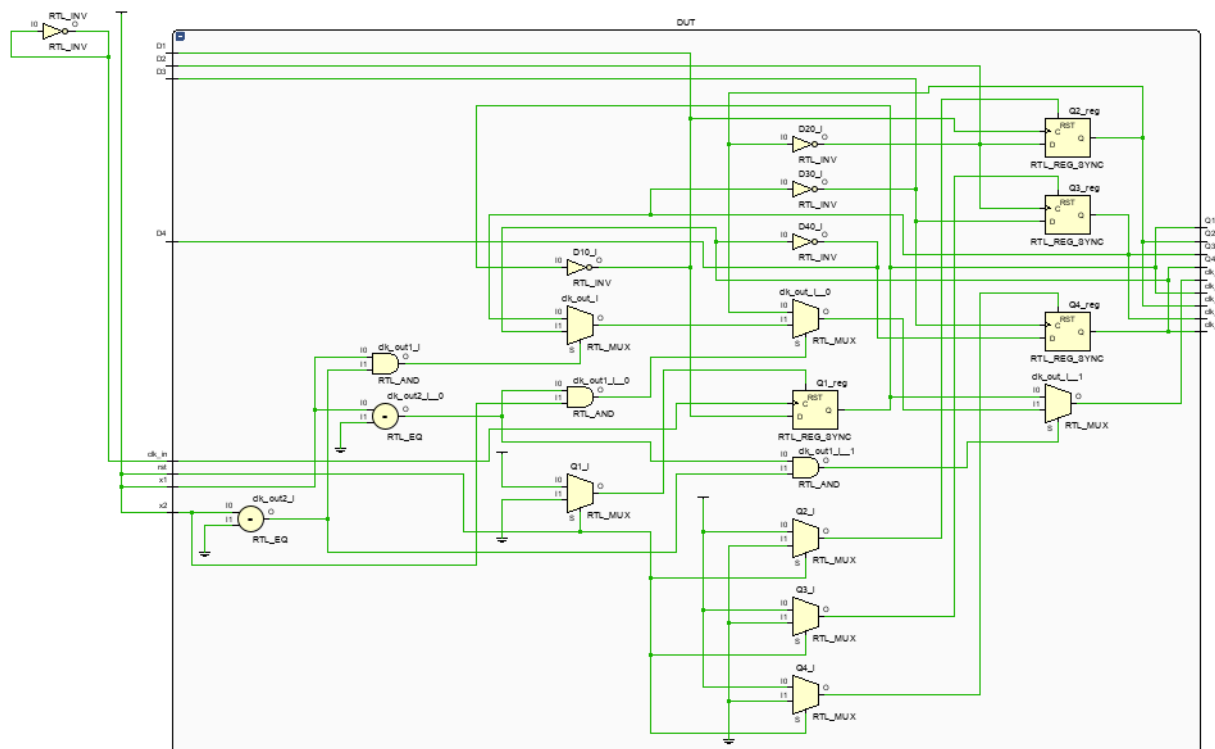 RTL_INV
I0
O
RTL_INV
DUT
D1
D2
D3
D4
clk_in
rst
x1
x2
Q2_reg
RST
C
D
Q
RTL_REG_SYNC
D20_i
I0
O
RTL_INV
D30_i
I0
O
RTL_INV
Q3_reg
RST
C
D
Q
RTL_REG_SYNC
Q1
Q2
Q3
Q4
D40_i
I0
O
RTL_INV
D10_i
I0
O
RTL_INV
clk_out_i
I0
I1
O
S
RTL_MUX
clk_out_i__0
I0
I1
O
S
RTL_MUX
Q4_reg
RST
C
D
Q
RTL_REG_SYNC
clk_out1_i
I0
I1
O
RTL_AND
clk_out1_i__0
I0
I1
O
RTL_AND
clk_out2_i__0
I0
I1
O
RTL_EQ
Q1_reg
RST
C
D
Q
RTL_REG_SYNC
clk_out_i__1
I0
I1
O
S
RTL_MUX
clk_out1_i__1
I0
I1
O
RTL_AND
Q1_i
I0
I1
O
S
RTL_MUX
clk_out2_i
I0
I1
O
RTL_EQ
Q2_i
I0
I1
O
S
RTL_MUX
Q3_i
I0
I1
O
S
RTL_MUX
Q4_i
I0
I1
O
S
RTL_MUX